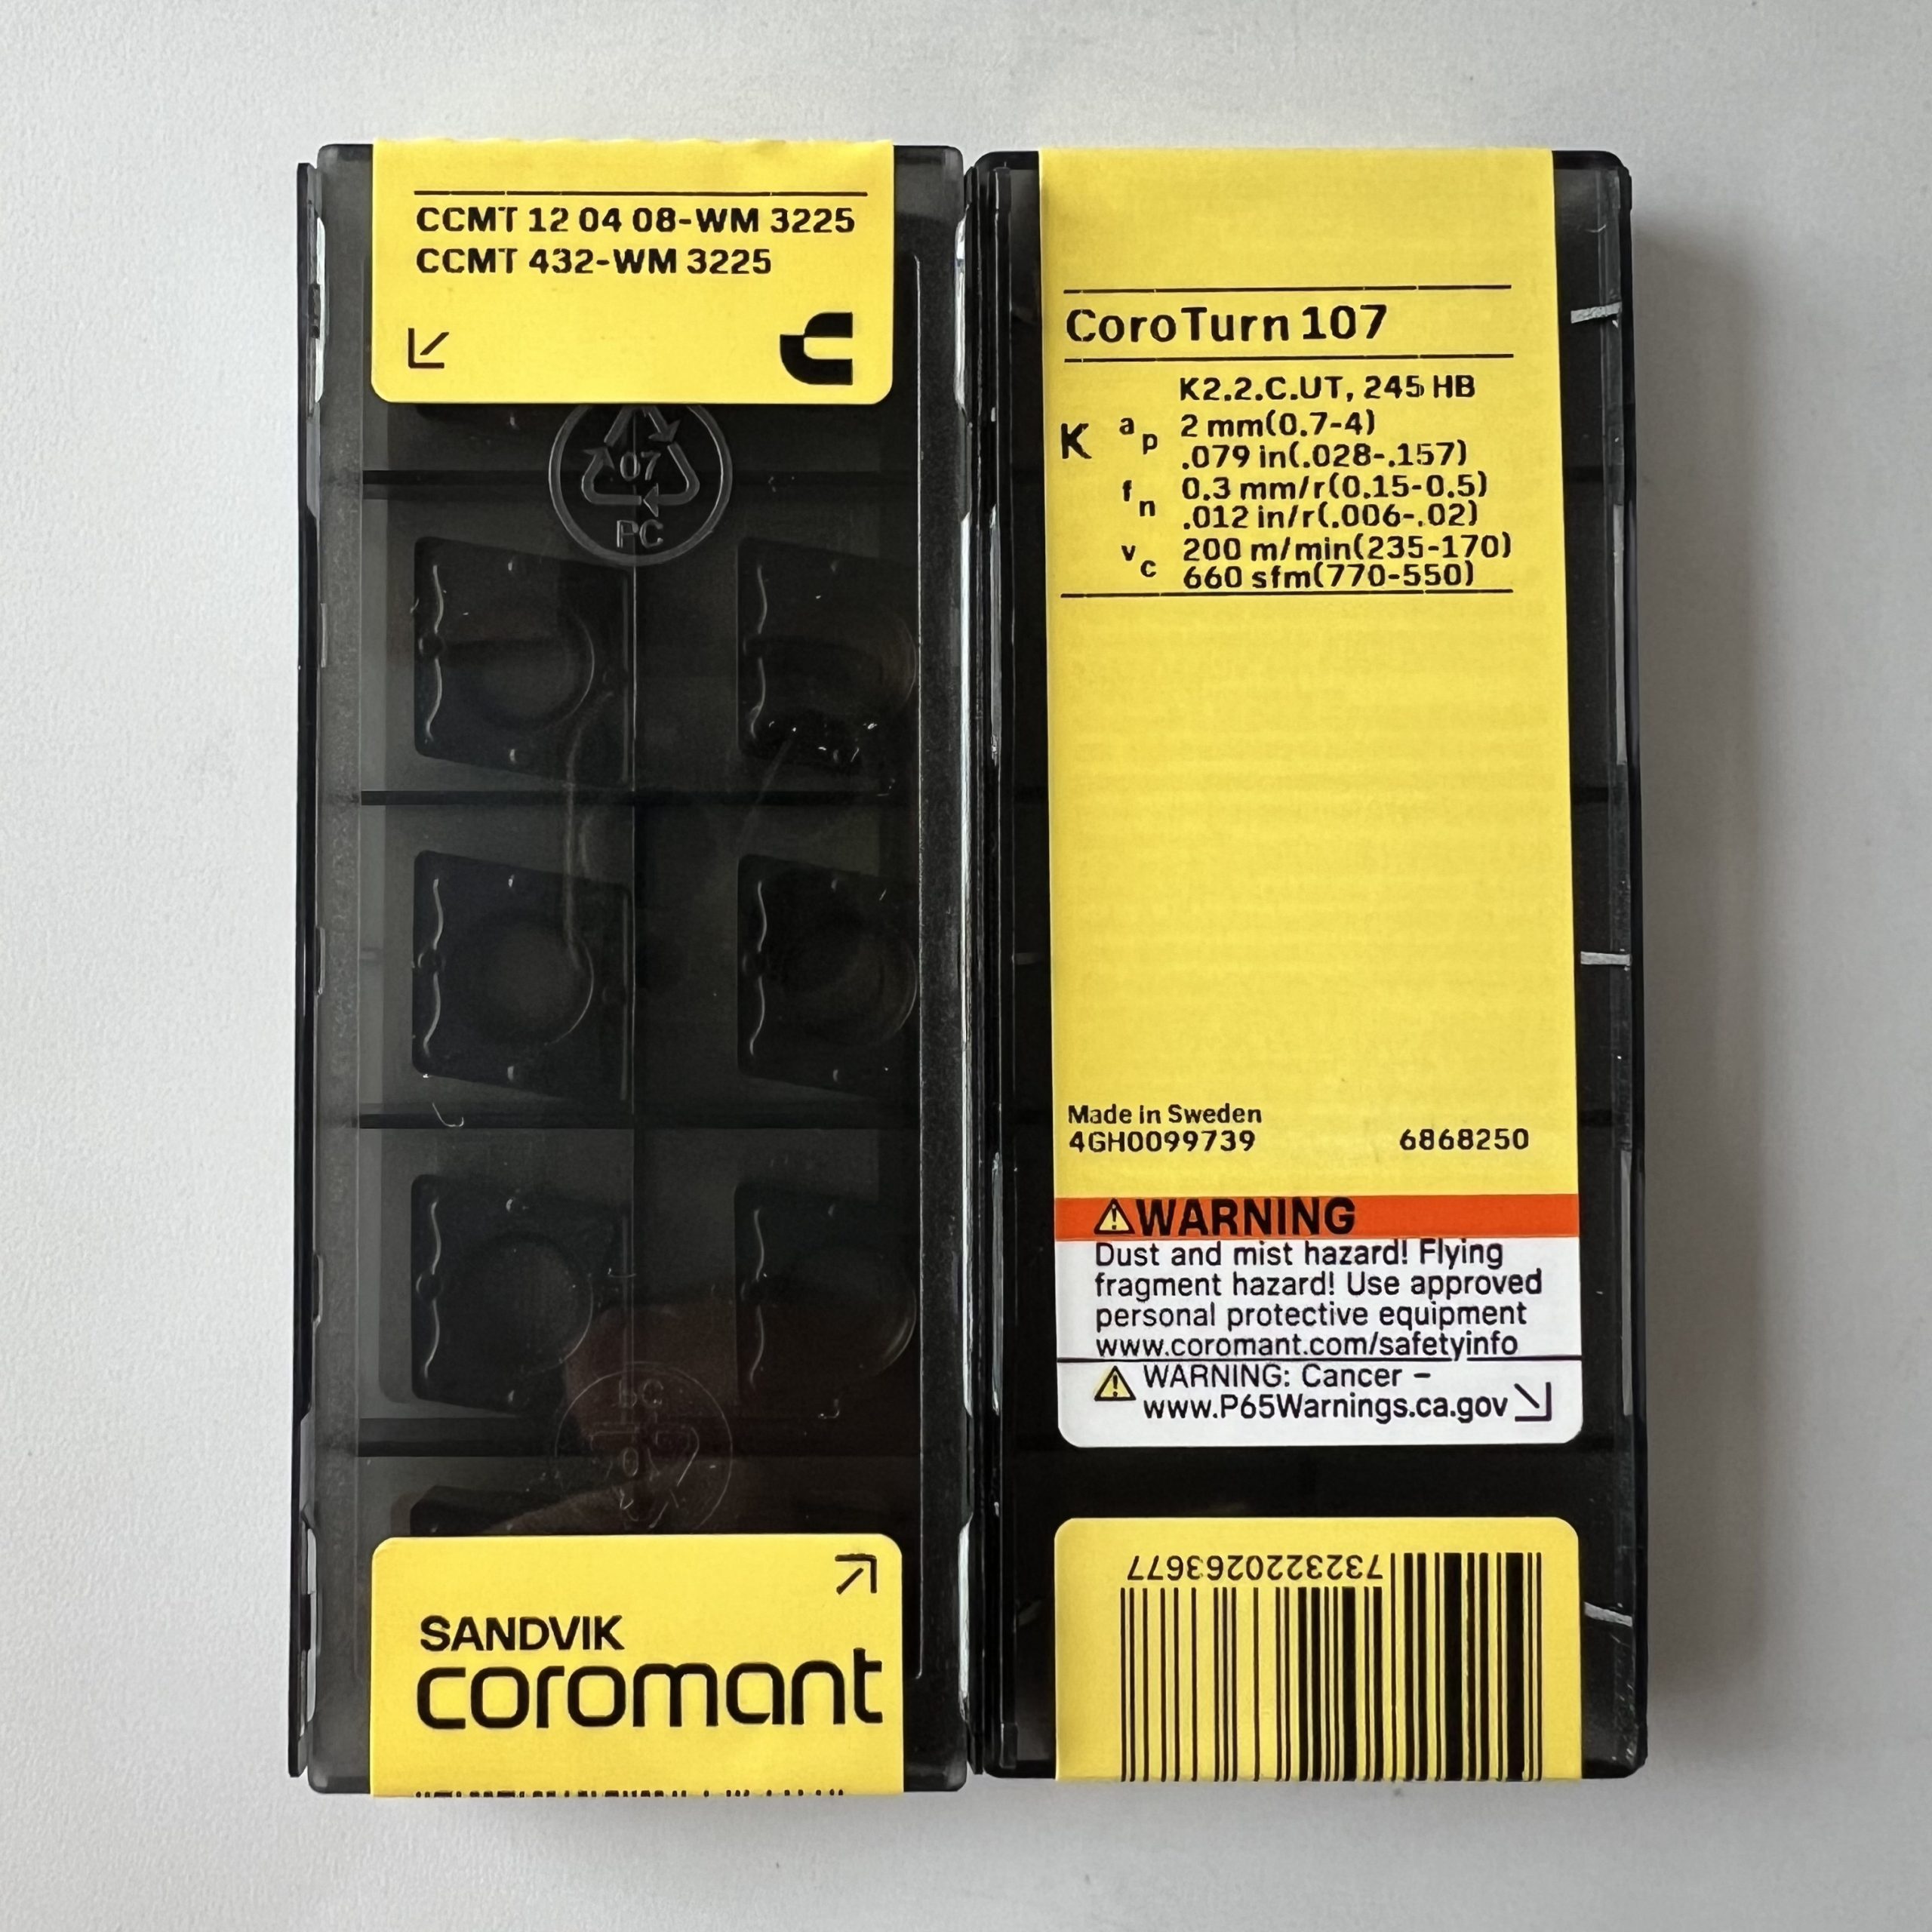 CCMT 12 04 08-WM 3225
CCMT 432-WM 3225
07
PC
SANDVIK
coromant
CoroTurn 107
K2.2.C.UT, 245 HB
K ap 2 mm(0.7-4)
.079 in(.028-.157)
fn 0.3 mm/r(0.15-0.5)
.012 in/r(.006-.02)
vc 200 m/min(235-170)
660 sfm(770-550)
Made in Sweden
4GH0099739 6868250
WARNING
Dust and mist hazard! Flying
fragment hazard! Use approved
personal protective equipment
www.coromant.com/safetyinfo
WARNING: Cancer –
www.P65Warnings.ca.gov
7323220263677